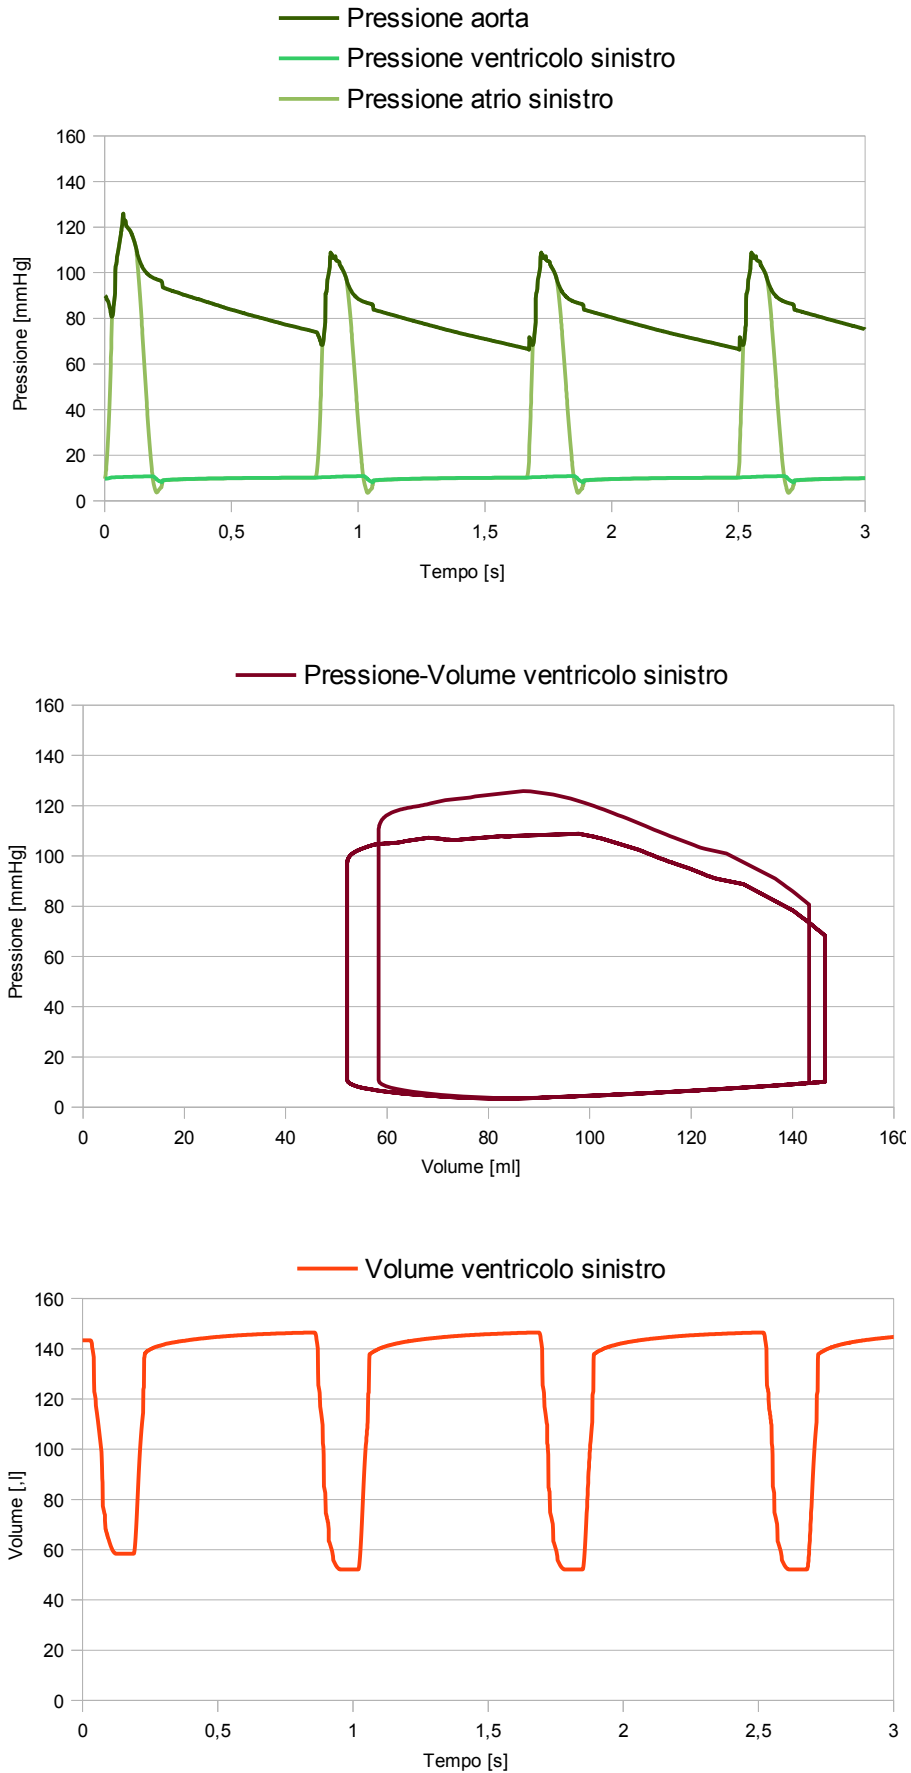 Pressione aorta
Pressione ventricolo sinistro
Pressione atrio sinistro
160
140
120
100
80
60
40
20
0
Pressione [mmHg]
0 0,5 1 1,5 2 2,5 3
Tempo [s]
Pressione-Volume ventricolo sinistro
160
140
120
100
80
60
40
20
0
Pressione [mmHg]
0 20 40 60 80 100 120 140 160
Volume [ml]
Volume ventricolo sinistro
160
140
120
100
80
60
40
20
0
Volume [,l]
0 0,5 1 1,5 2 2,5 3
Tempo [s]